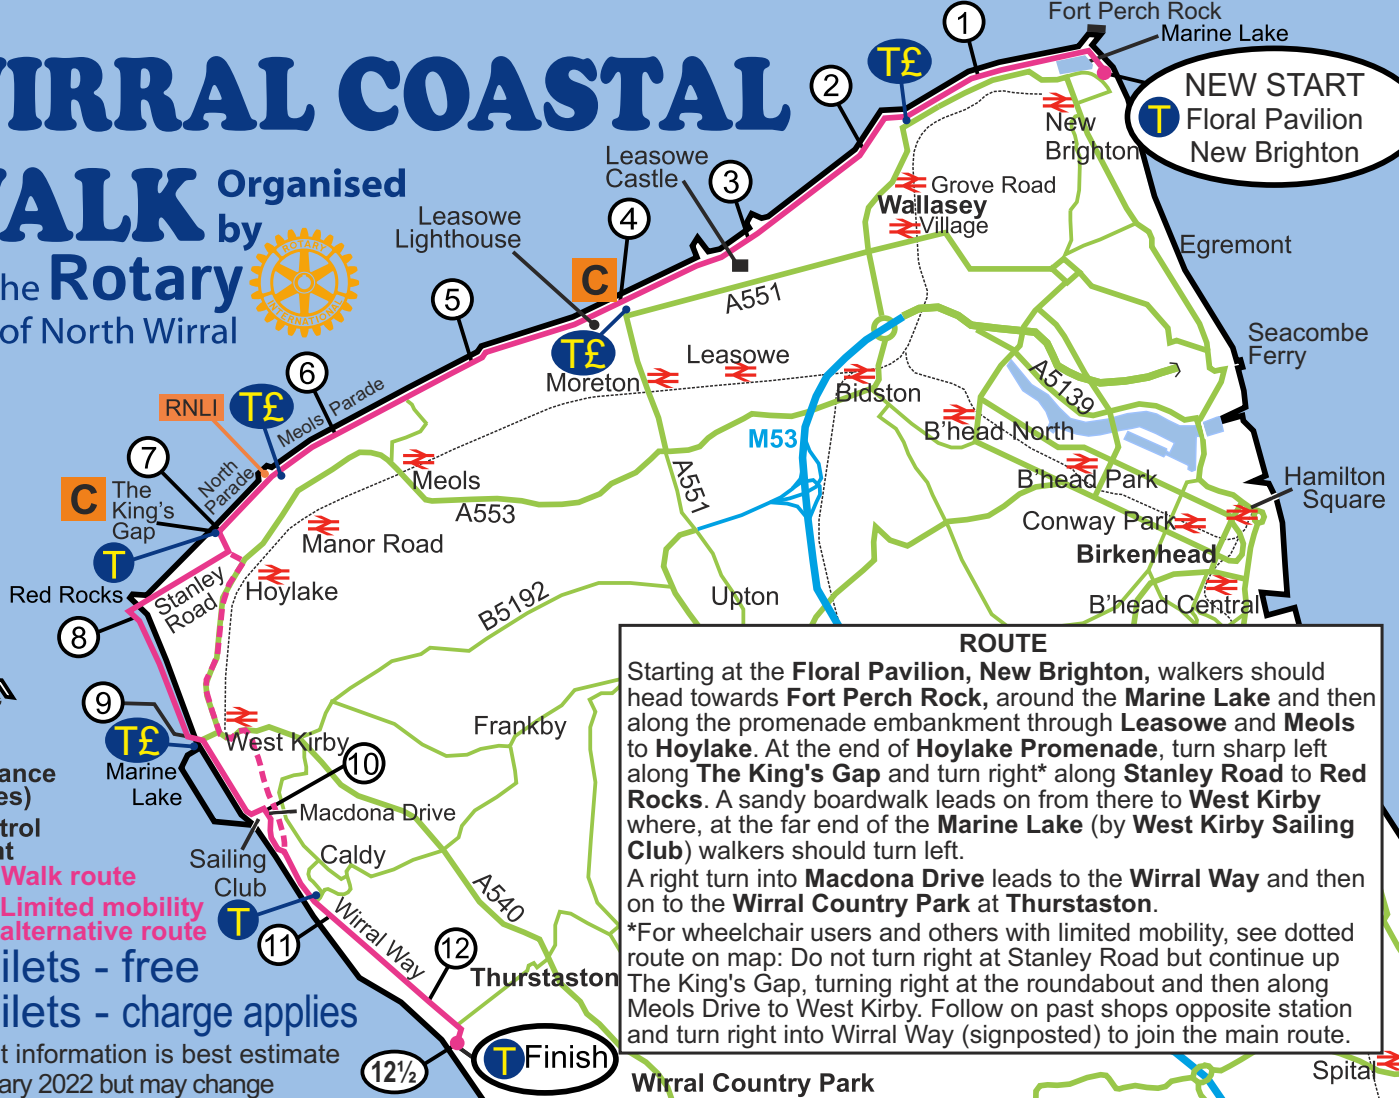 WIRRAL COASTAL
WALK Organised
by
the Rotary
of North Wirral
ROTARY
INTERNATIONAL
Fort Perch Rock
Marine Lake
NEW START
T Floral Pavilion
New Brighton
1
T£
2
New
Brighton
Leasowe
Castle
3
Grove Road
Wallasey
Village
Leasowe
Lighthouse
4
Egremont
C
A551
5
T£
Leasowe
Moreton
Seacombe
Ferry
Bidston
A5139
6
Meols Parade
RNLI
T£
M53
B'head North
7
North
Parade
Meols
A551
B'head Park
Hamilton
Square
C
The
King's
Gap
A553
Conway Park
Manor Road
Birkenhead
T
Red Rocks
Stanley
Road
Hoylake
B5192
Upton
B'head Central
8
9
T£
Marine
Lake
West Kirby
Frankby
10
Macdona Drive
Sailing
Club
Caldy
T
A540
11
Wirral Way
12
Thurstaston
12½
T Finish
Wirral Country Park
Spital
ance
es)
trol
nt
Walk route
Limited mobility
alternative route
ilets - free
ilets - charge applies
t information is best estimate
ary 2022 but may change
ROUTE
Starting at the Floral Pavilion, New Brighton, walkers should
head towards Fort Perch Rock, around the Marine Lake and then
along the promenade embankment through Leasowe and Meols
to Hoylake. At the end of Hoylake Promenade, turn sharp left
along The King's Gap and turn right* along Stanley Road to Red
Rocks. A sandy boardwalk leads on from there to West Kirby
where, at the far end of the Marine Lake (by West Kirby Sailing
Club) walkers should turn left.
A right turn into Macdona Drive leads to the Wirral Way and then
on to the Wirral Country Park at Thurstaston.
*For wheelchair users and others with limited mobility, see dotted
route on map: Do not turn right at Stanley Road but continue up
The King's Gap, turning right at the roundabout and then along
Meols Drive to West Kirby. Follow on past shops opposite station
and turn right into Wirral Way (signposted) to join the main route.